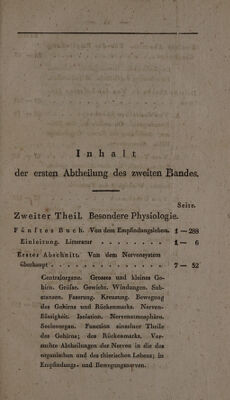 Inhalt
der ersten Abtheilung des zweiten Bandes.
Seite.
Zweiter Theil. Besondere Physiologie.
Fünftes Buch. Von dem Empfindungsleben. 1—288
Einleitung. Litteratur . . . . . . . . 1— 6
Erster Abschnitt. Von dem Nervensystem
überhaupt . . . . . . . . . . . . . . 7— 52
Centralorgane. Grosses und kleines Ge-
hirn. Gröfse. Gewicht. Windungen. Sub-
stanzen. Faserung. Kreuzung. Bewegung
des Gehirns und Rückenmarks. Nerven-
flüssigkeit. Isolation. Nervenatmosphäre.
Seelenorgan. Function einzelner Theile
des Gehirns; des Rückenmarks. Ver-
suchte Abtheilungen der Nerven in die des
organischen und des thierischen Lebens; in
Empfindungs- und Bewegungsnerven.